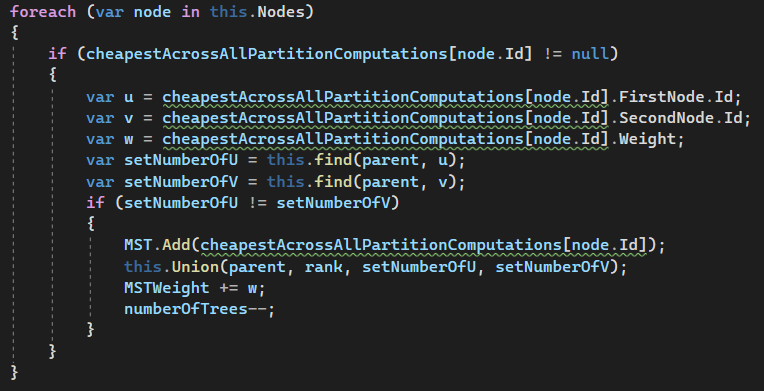 foreach (var node in this.Nodes)
{
    if (cheapestAcrossAllPartitionComputations[node.Id] != null)
    {
        var u = cheapestAcrossAllPartitionComputations[node.Id].FirstNode.Id;
        var v = cheapestAcrossAllPartitionComputations[node.Id].SecondNode.Id;
        var w = cheapestAcrossAllPartitionComputations[node.Id].Weight;
        var setNumberOfU = this.find(parent, u);
        var setNumberOfV = this.find(parent, v);
        if (setNumberOfU != setNumberOfV)
        {
            MST.Add(cheapestAcrossAllPartitionComputations[node.Id]);
            this.Union(parent, rank, setNumberOfU, setNumberOfV);
            MSTWeight += w;
            numberOfTrees--;
        }
    }
}